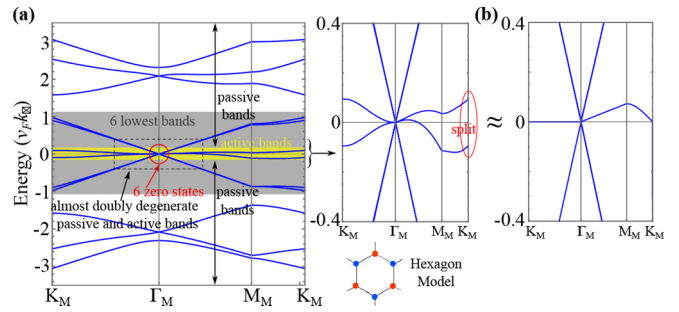 (a)
(b)
Energy (v_F k⊠)
3
2
1
0
-1
-2
-3
passive
bands
6 lowest bands
active bands
6 zero states
passive
bands
almost doubly degenerate
passive and active bands
K_M
Γ_M
M_M
K_M
0.4
0
-0.4
split
K_M
Γ_M
M_M
K_M
≈
0.4
0
-0.4
K_M
Γ_M
M_M
K_M
Hexagon
Model